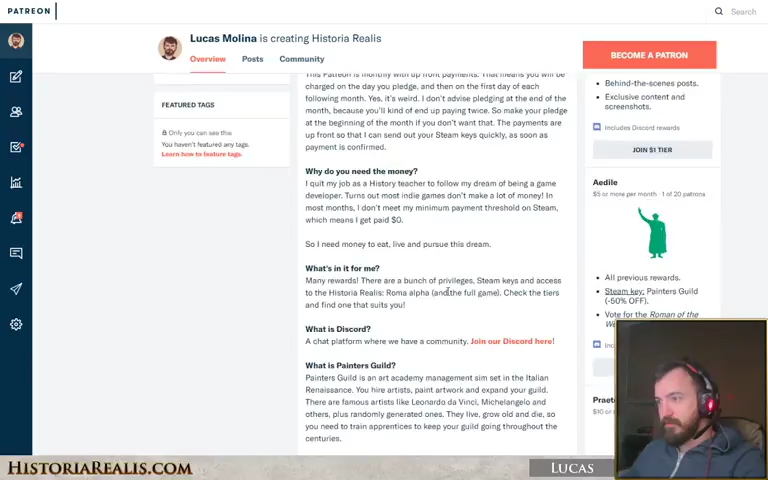 PATREON
Search
Lucas Molina is creating Historia Realis
Overview Posts Community
BECOME A PATRON
FEATURED TAGS
Only you can see this
You haven't featured any tags.
Learn how to feature tags.
This Patreon is monthly with up front payments. That means you will be
charged on the day you pledge, and then on the first day of each
following month. Yes, it's weird. I don't advise pledging at the end of the
month, because you'll kind of end up paying twice. So make your pledge
at the beginning of the month if you don't want that. The payments are
up front so that I can send out your Steam keys quickly, as soon as
payment is confirmed.
Why do you need the money?
I quit my job as a History teacher to follow my dream of being a game
developer. Turns out most indie games don't make a lot of money! In
most months, I don't meet my minimum payment threshold on Steam,
which means I get paid $0.
So I need money to eat, live and pursue this dream.
What's in it for me?
Many rewards! There are a bunch of privileges, Steam keys and access
to the Historia Realis: Roma alpha (and the full game). Check the tiers
and find one that suits you!
What is Discord?
A chat platform where we have a community. Join our Discord here!
What is Painters Guild?
Painters Guild is an art academy management sim set in the Italian
Renaissance. You hire artists, paint artwork and expand your guild.
There are famous artists like Leonardo da Vinci, Michelangelo and
others, plus randomly generated ones. They live, grow old and die, so
you need to train apprentices to keep your guild going throughout the
centuries.
Behind-the-scenes posts.
Exclusive content and
screenshots.
Includes Discord rewards
JOIN $1 TIER
Aedile
$5 or more per month · 1 of 20 patrons
All previous rewards.
Steam key: Painters Guild
(-50% OFF).
Vote for the Roman of the
$10 o
HISTORIAREALIS.COM
LUCAS